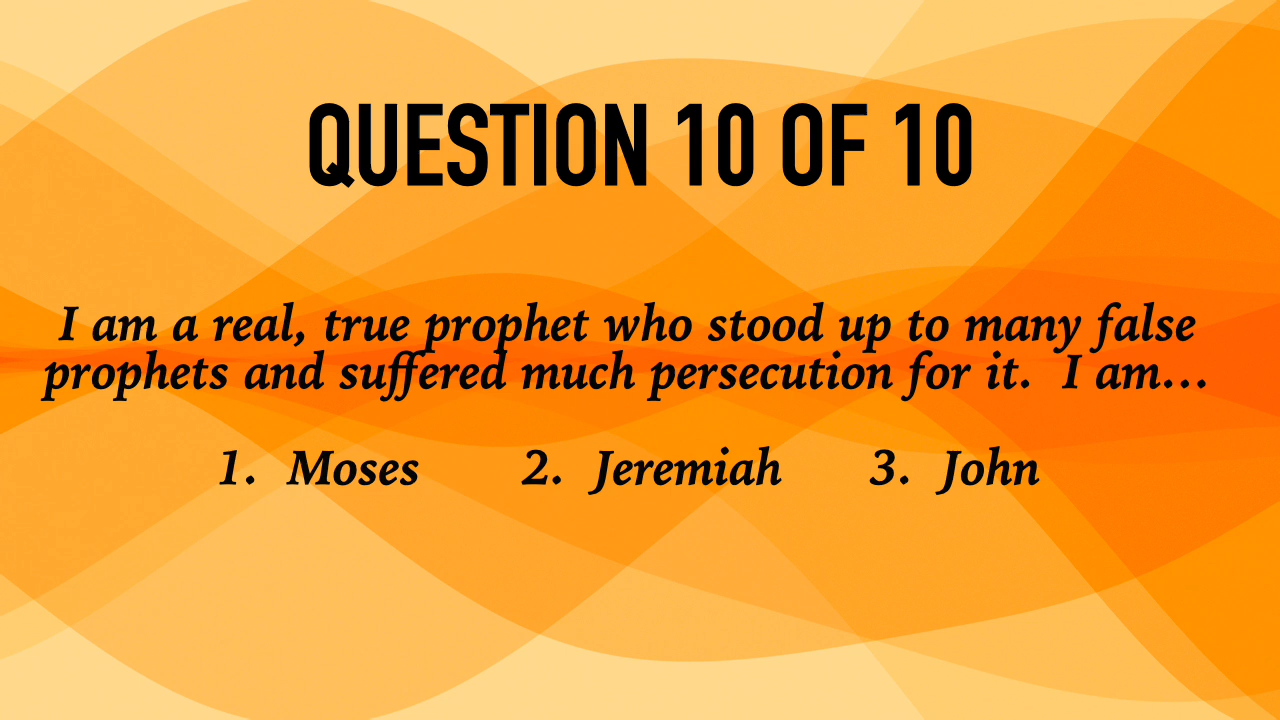 QUESTION 10 OF 10
I am a real, true prophet who stood up to many false
prophets and suffered much persecution for it.  I am...
1.  Moses        2.  Jeremiah       3.  John